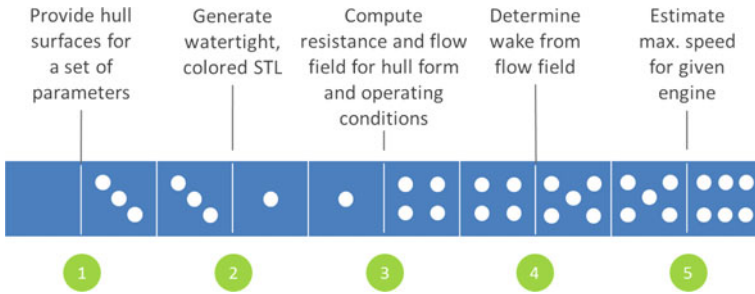 Provide hull
surfaces for
a set of
parameters
Generate
watertight,
colored STL
Compute
resistance and flow
field for hull form
and operating
conditions
Determine
wake from
flow field
Estimate
max. speed
for given
engine
1
2
3
4
5